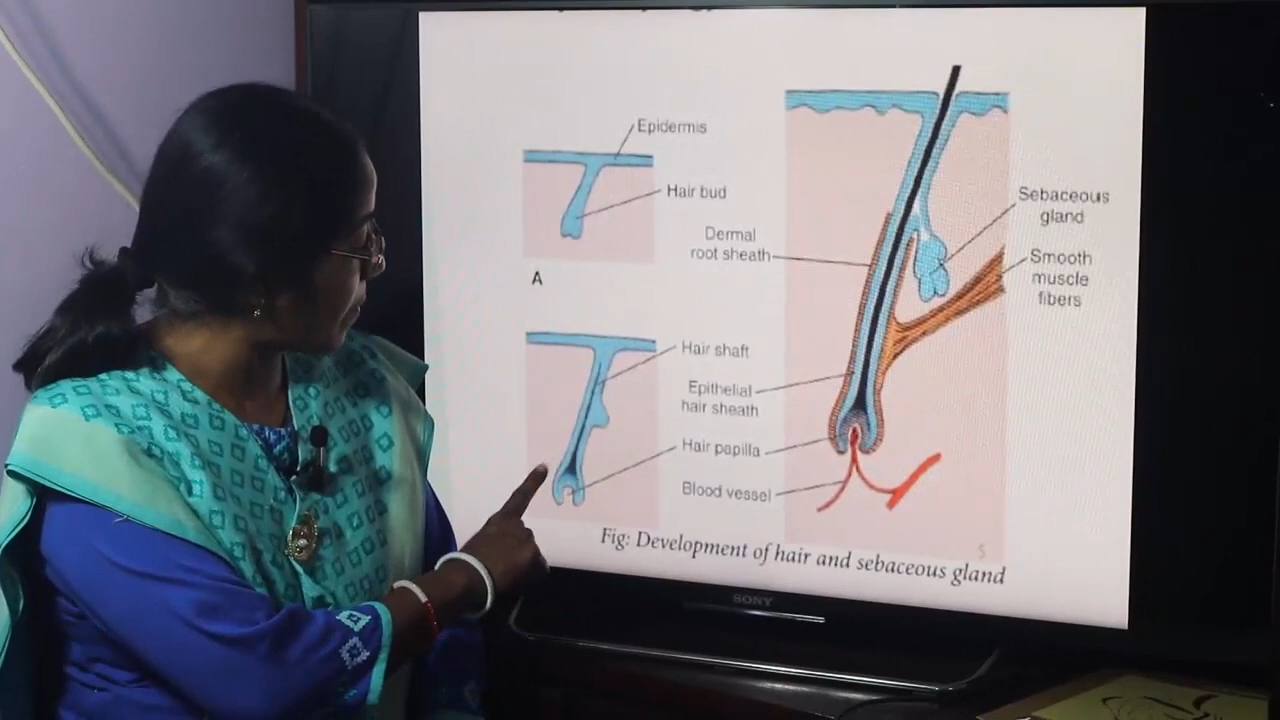 Epidermis
Hair bud
A
Dermal
root sheath
Sebaceous
gland
Smooth
muscle
fibers
Hair shaft
Epithelial
hair sheath
Hair papilla
Blood vessel
5
Fig: Development of hair and sebaceous gland
SONY